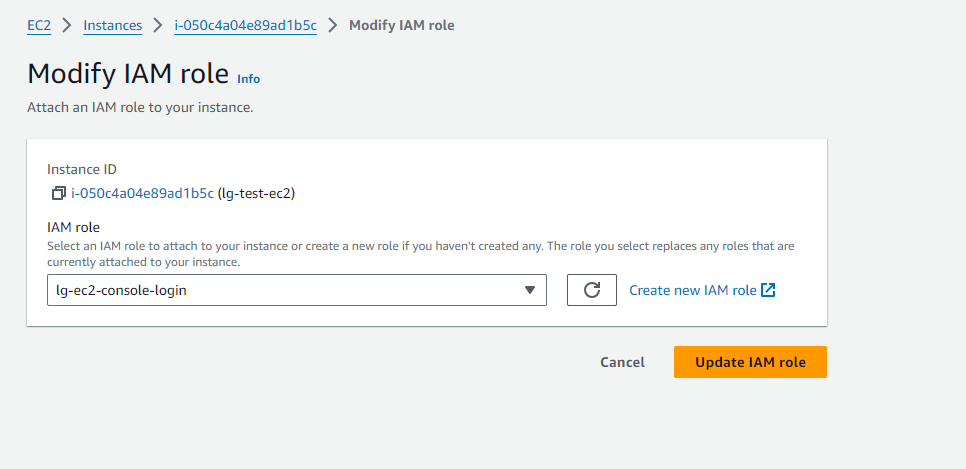 EC2 > Instances > i-050c4a04e89ad1b5c > Modify IAM role
Modify IAM role Info
Attach an IAM role to your instance.
Instance ID
i-050c4a04e89ad1b5c (lg-test-ec2)
IAM role
Select an IAM role to attach to your instance or create a new role if you haven't created any. The role you select replaces any roles that are
currently attached to your instance.
lg-ec2-console-login
Create new IAM role
Cancel
Update IAM role